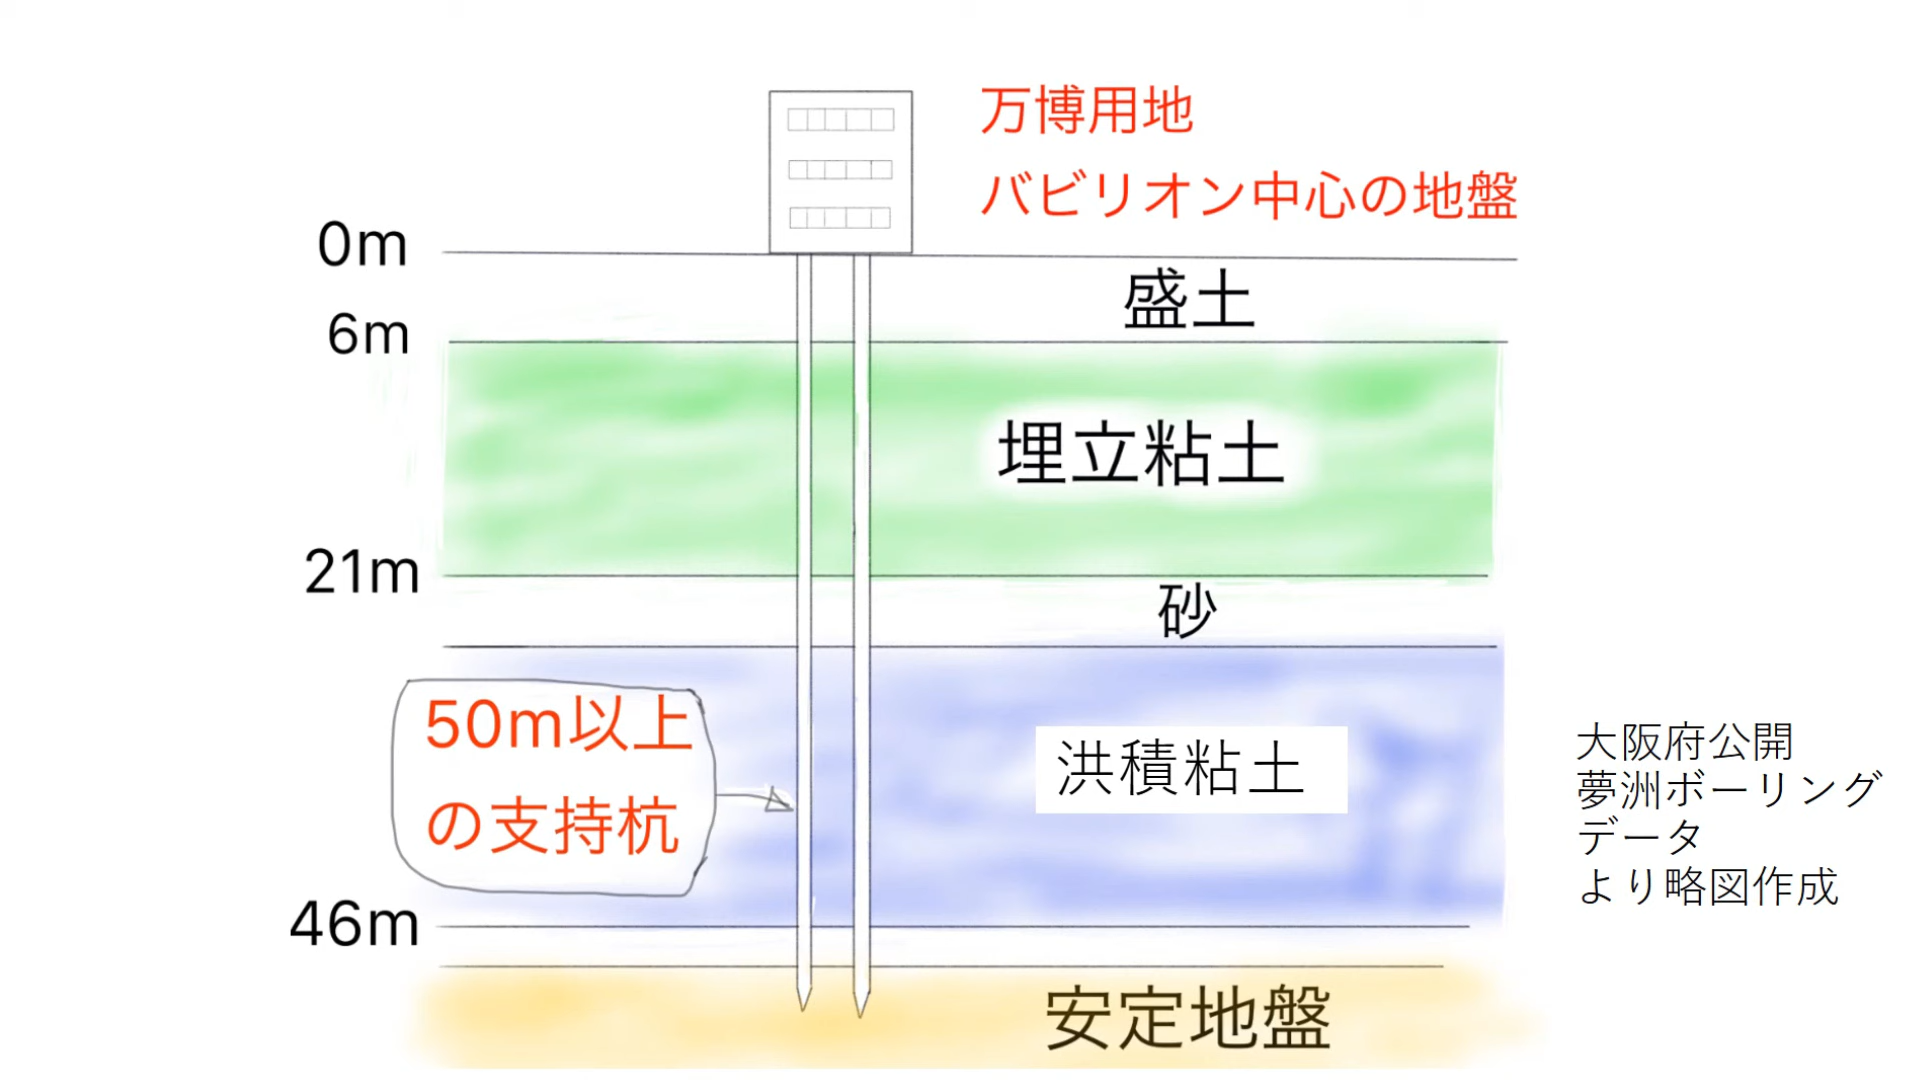 万博用地
バビリオン中心の地盤
0m
盛土
6m
埋立粘土
21m
砂
50m以上
の支持杭
洪積粘土
大阪府公開
夢洲ボーリング
データ
より略図作成
46m
安定地盤